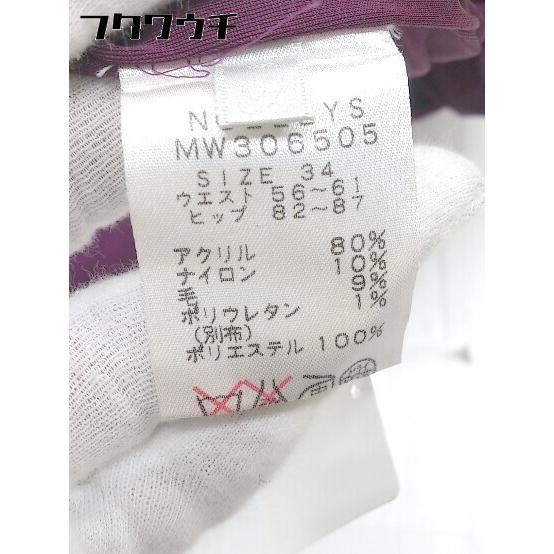 フクワウチ
MW306505
SIZE 34
ウエスト 56~61
ヒップ 82~87
アクリル 80%
ナイロン 10%
毛 9%
ポリウレタン 1%
(別布)
ポリエステル 100%